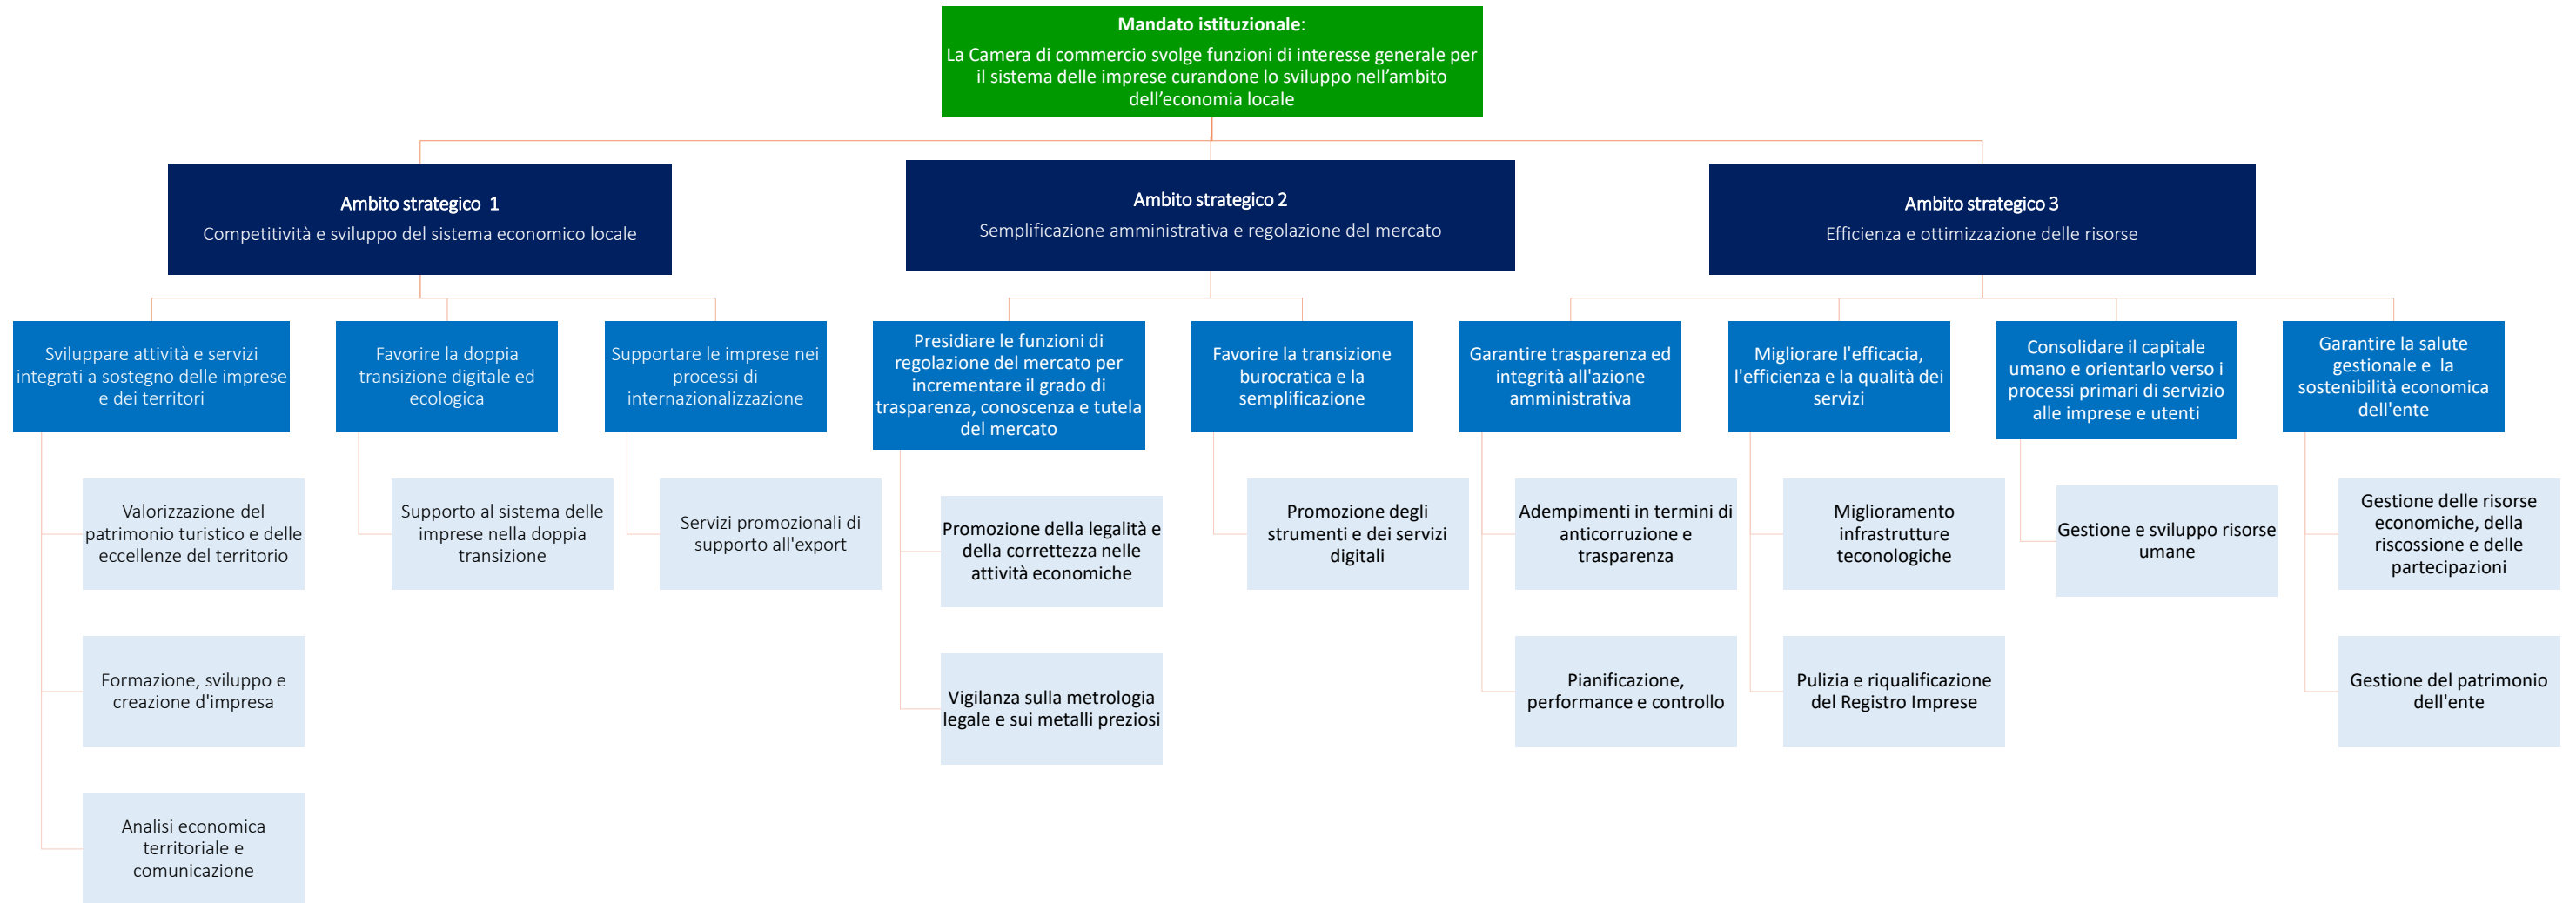 Mandato istituzionale:
La Camera di commercio svolge funzioni di interesse generale per
il sistema delle imprese curandone lo sviluppo nell’ambito
dell’economia locale
Ambito strategico 1
Competitività e sviluppo del sistema economico locale
Ambito strategico 2
Semplificazione amministrativa e regolazione del mercato
Ambito strategico 3
Efficienza e ottimizzazione delle risorse
Sviluppare attività e servizi
integrati a sostegno delle imprese
e dei territori
Favorire la doppia
transizione digitale ed
ecologica
Supportare le imprese nei
processi di
internazionalizzazione
Presidiare le funzioni di
regolazione del mercato per
incrementare il grado di
trasparenza, conoscenza e tutela
del mercato
Favorire la transizione
burocratica e la
semplificazione
Garantire trasparenza ed
integrità all'azione
amministrativa
Migliorare l'efficacia,
l'efficienza e la qualità dei
servizi
Consolidare il capitale
umano e orientarlo verso i
processi primari di servizio
alle imprese e utenti
Garantire la salute
gestionale e la
sostenibilità economica
dell'ente
Valorizzazione del
patrimonio turistico e delle
eccellenze del territorio
Supporto al sistema delle
imprese nella doppia
transizione
Servizi promozionali di
supporto all'export
Promozione della legalità e
della correttezza nelle
attività economiche
Promozione degli
strumenti e dei servizi
digitali
Adempimenti in termini di
anticorruzione e
trasparenza
Miglioramento
infrastrutture
teconologiche
Gestione e sviluppo risorse
umane
Gestione delle risorse
economiche, della
riscossione e delle
partecipazioni
Formazione, sviluppo e
creazione d'impresa
Vigilanza sulla metrologia
legale e sui metalli preziosi
Pianificazione,
performance e controllo
Pulizia e riqualificazione
del Registro Imprese
Gestione del patrimonio
dell'ente
Analisi economica
territoriale e
comunicazione